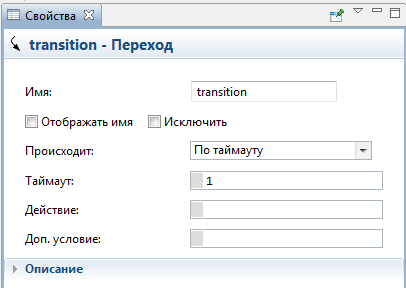 Свойства
transition - Переход
Имя: transition
Отображать имя Исключить
Происходит: По таймауту
Таймаут: 1
Действие:
Доп. условие:
Описание